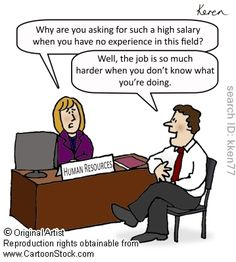 Keren
Why are you asking for such a high salary
when you have no experience in this field?
Well, the job is so much
harder when you don't know what
you're doing.
HUMAN RESOURCES
search ID: kken77
© Original Artist
Reproduction rights obtainable from
www.CartoonStock.com